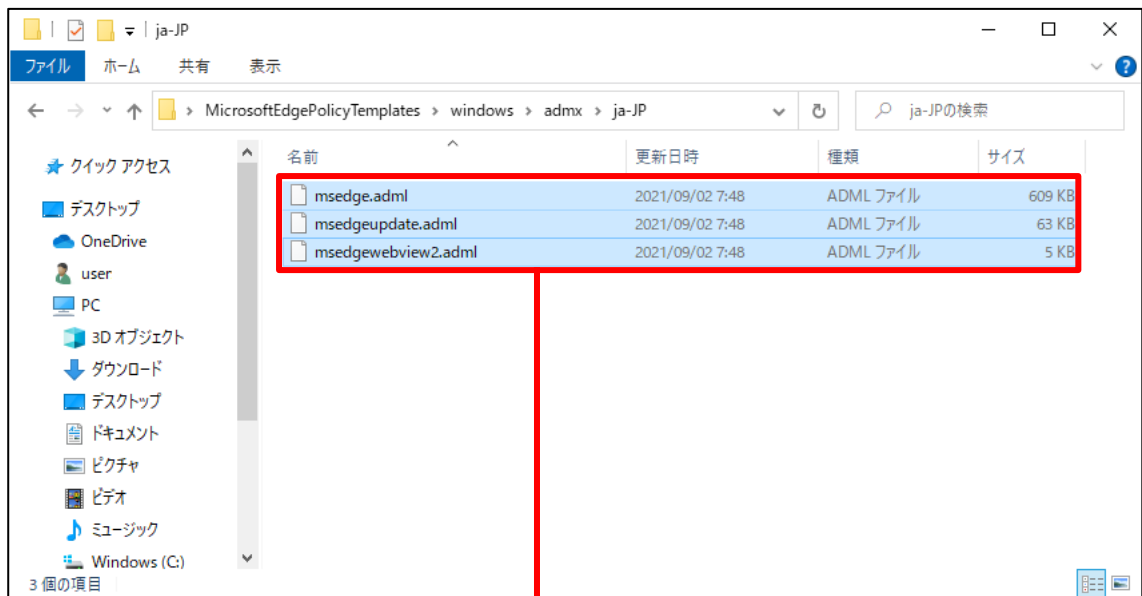 ja-JP
ファイル ホーム 共有 表示
MicrosoftEdgePolicyTemplates › windows › admx › ja-JP ja-JPの検索
クイック アクセス
デスクトップ
OneDrive
user
PC
3D オブジェクト
ダウンロード
デスクトップ
ドキュメント
ピクチャ
ビデオ
ミュージック
Windows (C:)
名前 更新日時 種類 サイズ
msedge.adml 2021/09/02 7:48 ADML ファイル 609 KB
msedgeupdate.adml 2021/09/02 7:48 ADML ファイル 63 KB
msedgewebview2.adml 2021/09/02 7:48 ADML ファイル 5 KB
3 個の項目